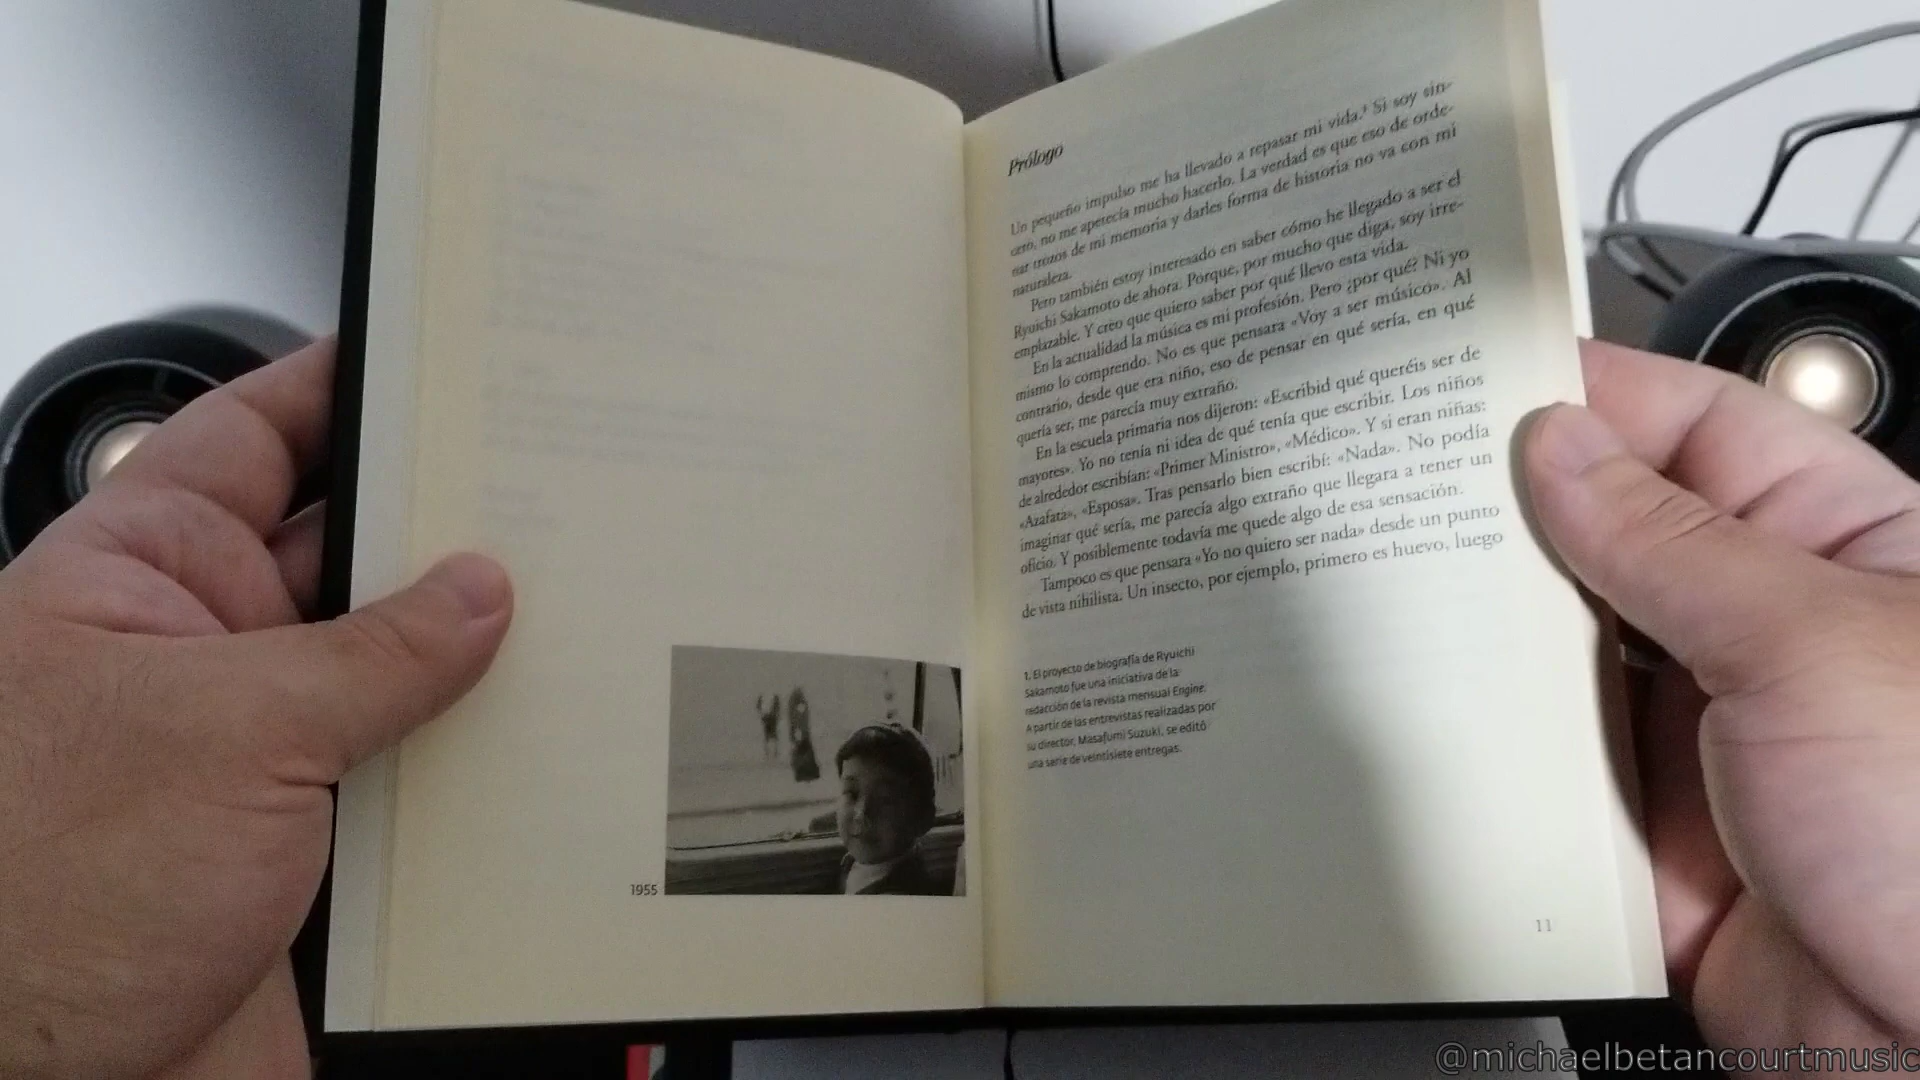 1955
Prólogo
Un pequeño impulso me ha llevado a repasar mi vida.¹ Si soy sin-
cero, no me apetecía mucho hacerlo. La verdad es que eso de orde-
nar trozos de mi memoria y darles forma de historia no va con mi
naturaleza.
Pero también estoy interesado en saber cómo he llegado a ser el
Ryuichi Sakamoto de ahora. Porque, por mucho que diga, soy irre-
emplazable. Y creo que quiero saber por qué llevo esta vida.
En la actualidad la música es mi profesión. Pero ¿por qué? Ni yo
mismo lo comprendo. No es que pensara «Voy a ser músico». Al
contrario, desde que era niño, eso de pensar en qué sería, en qué
quería ser, me parecía muy extraño.
En la escuela primaria nos dijeron: «Escribid qué queréis ser de
mayores». Yo no tenía ni idea de qué tenía que escribir. Los niños
de alrededor escribían: «Primer Ministro», «Médico». Y si eran niñas:
«Azafata», «Esposa». Tras pensarlo bien escribí: «Nada». No podía
imaginar qué sería, me parecía algo extraño que llegara a tener un
oficio. Y posiblemente todavía me quede algo de esa sensación.
Tampoco es que pensara «Yo no quiero ser nada» desde un punto
de vista nihilista. Un insecto, por ejemplo, primero es huevo, luego
1. El proyecto de biografía de Ryuichi
Sakamoto fue una iniciativa de la
redacción de la revista mensual Engine.
A partir de las entrevistas realizadas por
su director, Masafumi Suzuki, se editó
una serie de veintisiete entregas.
11
@michaelbetancourtmusic